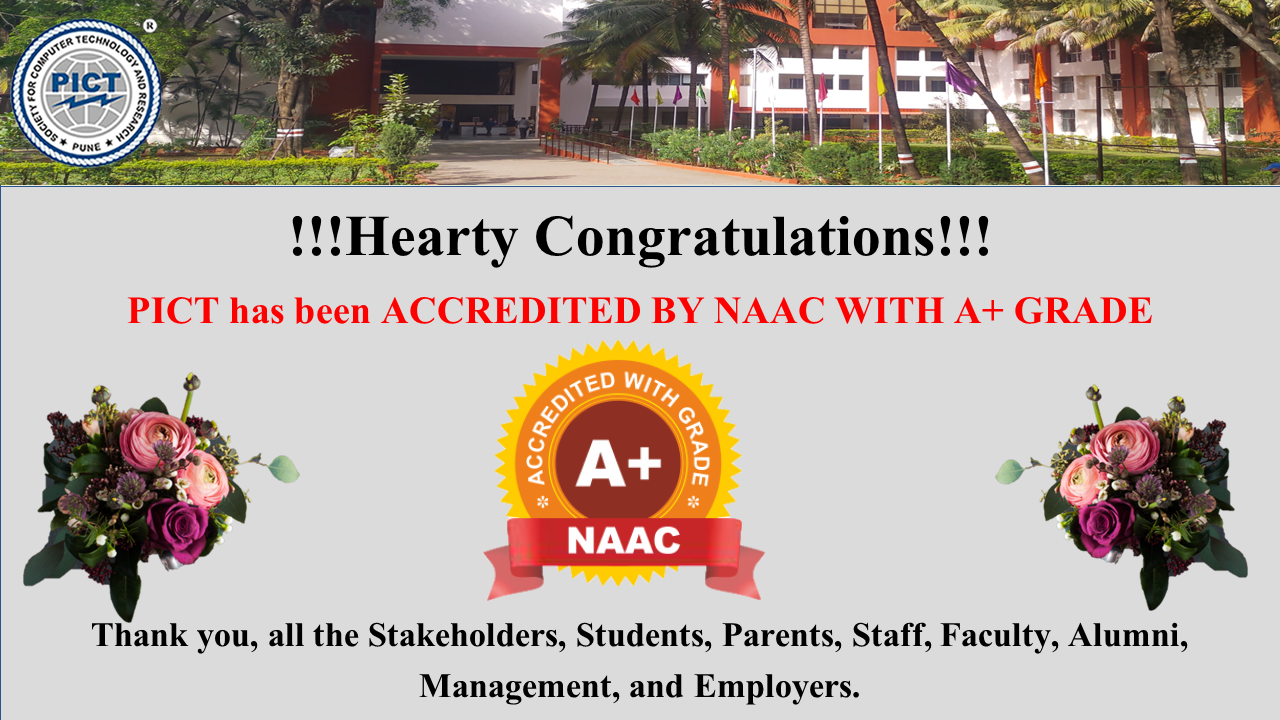 ®
SOCIETY FOR COMPUTER TECHNOLOGY AND RESEARCH
PICT
★ PUNE ★
!!!Hearty Congratulations!!!
PICT has been ACCREDITED BY NAAC WITH A+ GRADE
ACCREDITED WITH GRADE
A+
NAAC
Thank you, all the Stakeholders, Students, Parents, Staff, Faculty, Alumni,
Management, and Employers.